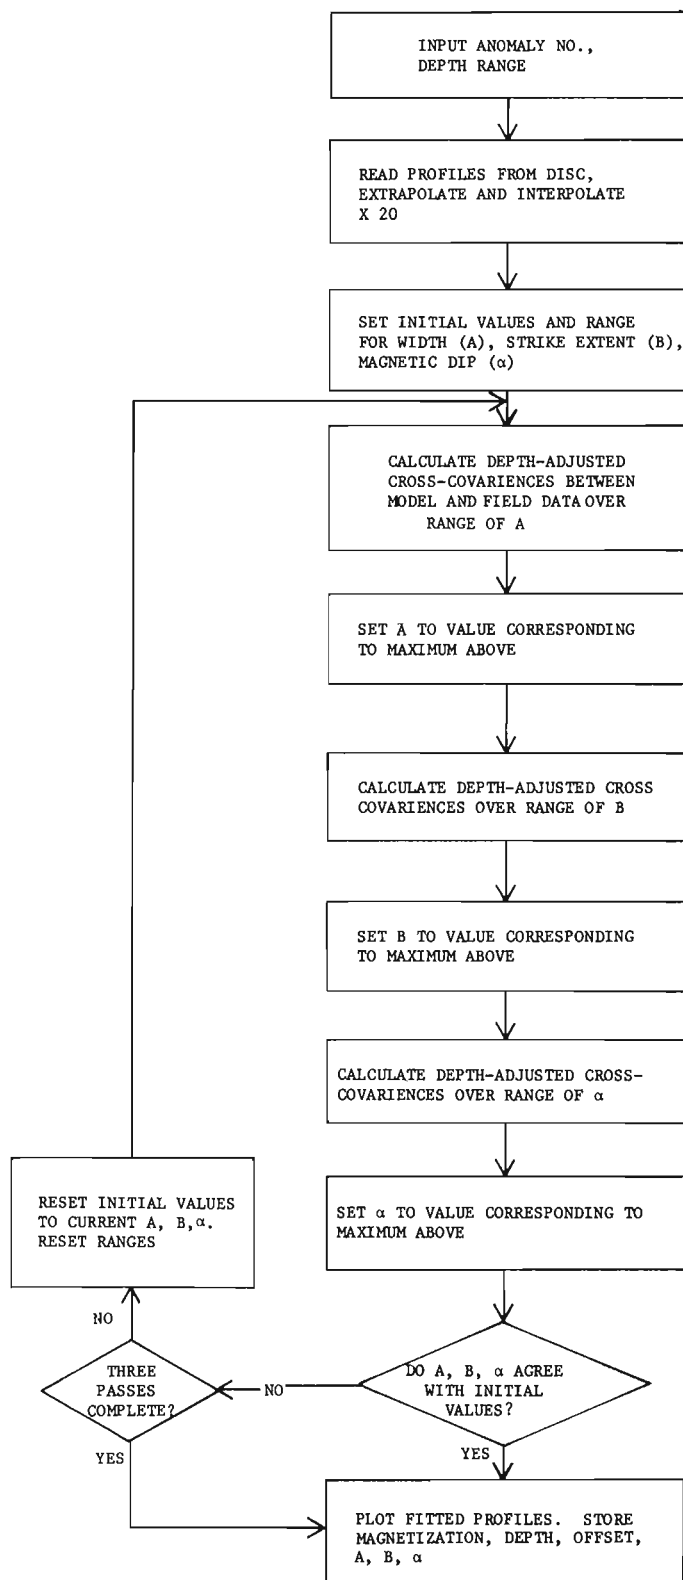 INPUT ANOMALY NO.,
DEPTH RANGE
READ PROFILES FROM DISC,
EXTRAPOLATE AND INTERPOLATE
X 20
SET INITIAL VALUES AND RANGE
FOR WIDTH (A), STRIKE EXTENT (B),
MAGNETIC DIP (α)
CALCULATE DEPTH-ADJUSTED
CROSS-COVARIENCES BETWEEN
MODEL AND FIELD DATA OVER
RANGE OF A
SET A TO VALUE CORRESPONDING
TO MAXIMUM ABOVE
CALCULATE DEPTH-ADJUSTED CROSS
COVARIENCES OVER RANGE OF B
SET B TO VALUE CORRESPONDING
TO MAXIMUM ABOVE
CALCULATE DEPTH-ADJUSTED CROSS-
COVARIENCES OVER RANGE OF α
SET α TO VALUE CORRESPONDING TO
MAXIMUM ABOVE
RESET INITIAL VALUES
TO CURRENT A, B, α.
RESET RANGES
NO
THREE
PASSES
COMPLETE?
NO
DO A, B, α AGREE
WITH INITIAL
VALUES?
YES
YES
PLOT FITTED PROFILES. STORE
MAGNETIZATION, DEPTH, OFFSET,
A, B, α